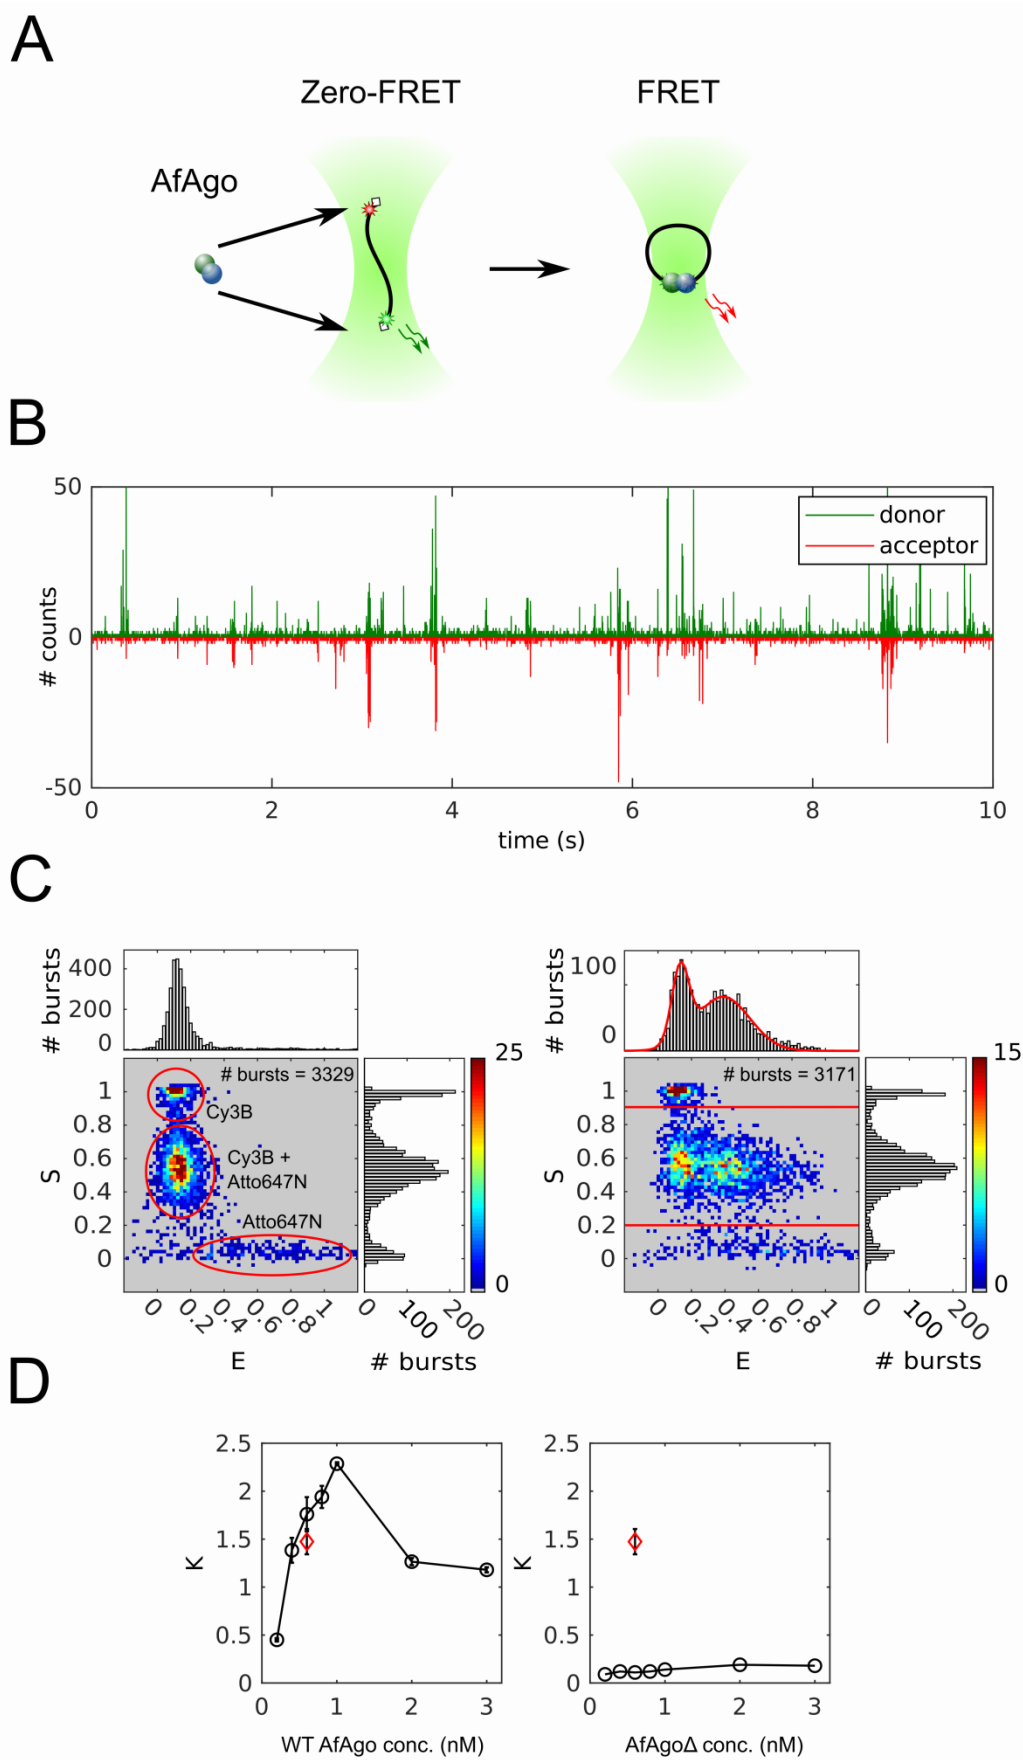 A
Zero-FRET
FRET
AfAgo
B
50
0
-50
# counts
donor
acceptor
0
2
4
6
8
10
time (s)
C
# bursts
400
200
0
# bursts = 3329
25
0
Cy3B
Cy3B +
Atto647N
Atto647N
S
1
0.8
0.6
0.4
0.2
0
0
0.2
0.4
0.6
0.8
1
E
0
100
200
# bursts
# bursts
100
0
# bursts = 3171
15
0
S
1
0.8
0.6
0.4
0.2
0
0
0.2
0.4
0.6
0.8
1
E
0
100
200
# bursts
D
2.5
2
1.5
1
0.5
0
K
0
1
2
3
WT AfAgo conc. (nM)
2.5
2
1.5
1
0.5
0
K
0
1
2
3
AfAgoΔ conc. (nM)